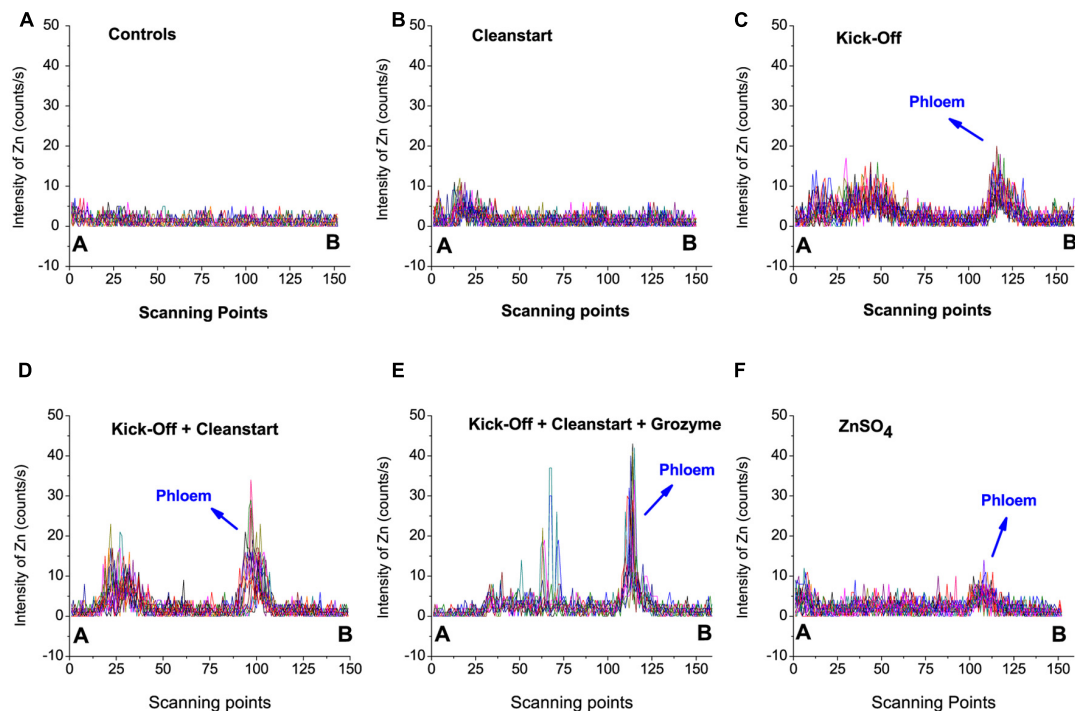 A
Controls
Intensity of Zn (counts/s)
50
40
30
20
10
0
-10
A
B
0 25 50 75 100 125 150
Scanning Points
B
Cleanstart
Intensity of Zn (counts/s)
50
40
30
20
10
0
-10
A
B
0 25 50 75 100 125 150
Scanning points
C
Kick-Off
Phloem
Intensity of Zn (counts/s)
50
40
30
20
10
0
-10
A
B
0 25 50 75 100 125 150
Scanning points
D
Kick-Off + Cleanstart
Phloem
Intensity of Zn (counts/s)
50
40
30
20
10
0
-10
A
B
0 25 50 75 100 125 150
Scanning points
E
Kick-Off + Cleanstart + Grozyme
Phloem
Intensity of Zn (counts/s)
50
40
30
20
10
0
-10
A
B
0 25 50 75 100 125 150
Scanning points
F
ZnSO4
Phloem
Intensity of Zn (counts/s)
50
40
30
20
10
0
-10
A
B
0 25 50 75 100 125 150
Scanning Points